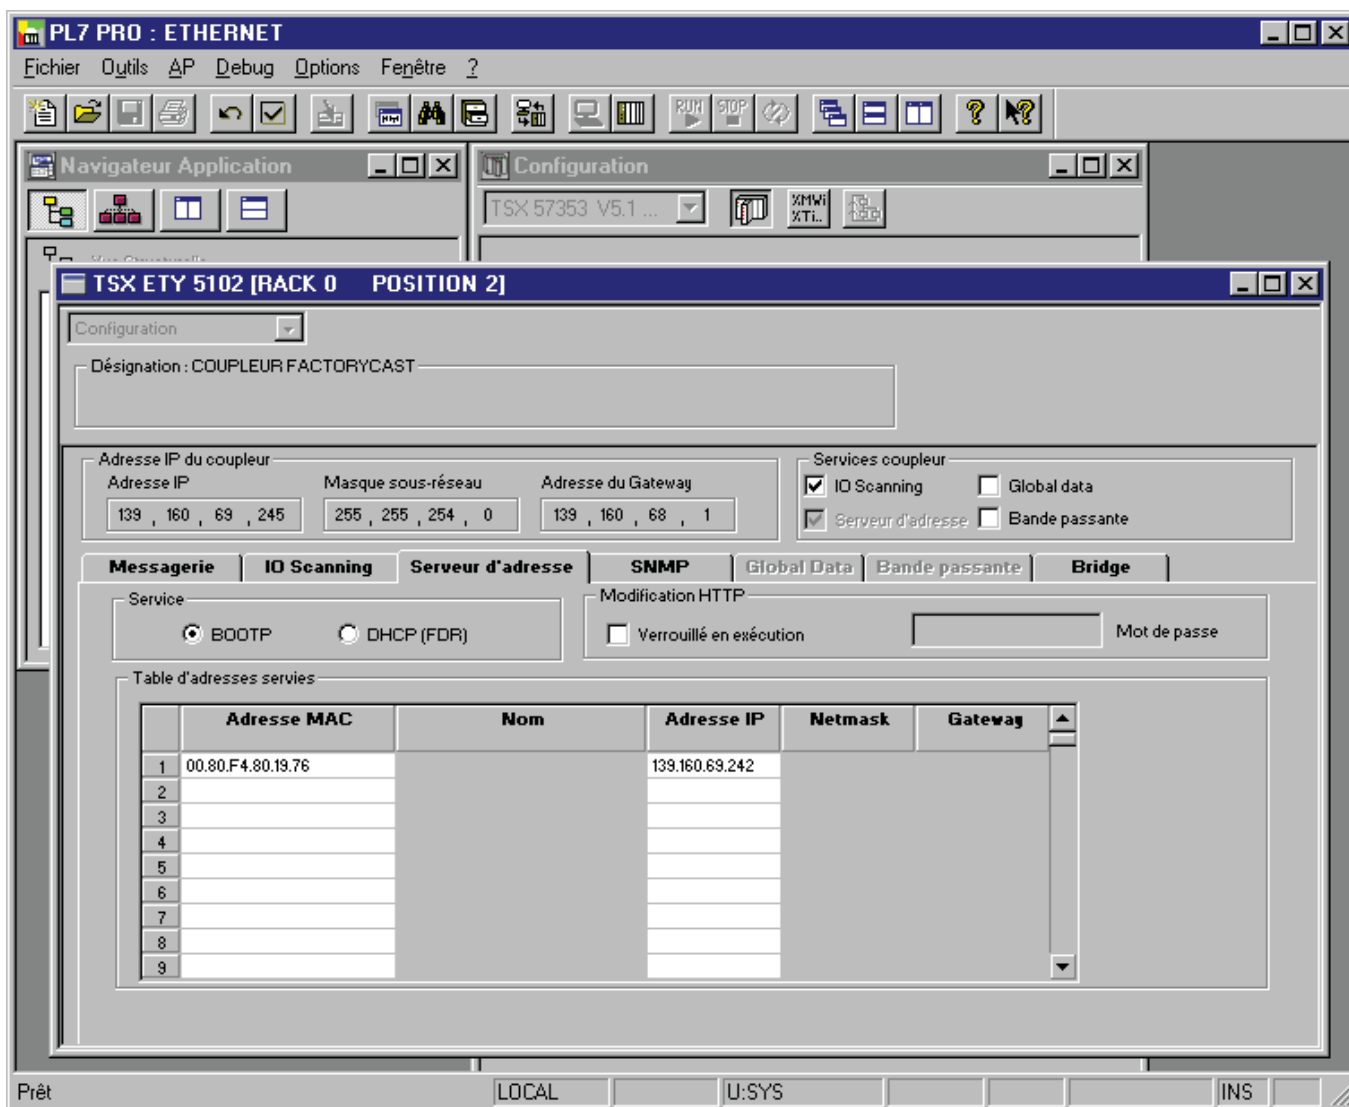 PL7 PRO : ETHERNET
Fichier Outils AP Debug Options Fenêtre ?
RUN STOP
Navigateur Application
Configuration
TSX 57353 V5.1 ...
XMWi
XTi..
TSX ETY 5102 [RACK 0 POSITION 2]
Configuration
Désignation : COUPLEUR FACTORYCAST
Adresse IP du coupleur
Services coupleur
Adresse IP Masque sous-réseau Adresse du Gateway
IO Scanning Global data
139 , 160 , 69 , 245 255 , 255 , 254 , 0 139 , 160 , 68 , 1
Serveur d'adresse Bande passante
Messagerie IO Scanning Serveur d'adresse SNMP Global Data Bande passante Bridge
Service
Modification HTTP
BOOTP DHCP (FDR)
Verrouillé en exécution
Mot de passe
Table d'adresses servies
Adresse MAC Nom Adresse IP Netmask Gateway
1 00.80.F4.80.19.76 139.160.69.242
2
3
4
5
6
7
8
9
Prêt LOCAL U:SYS INS